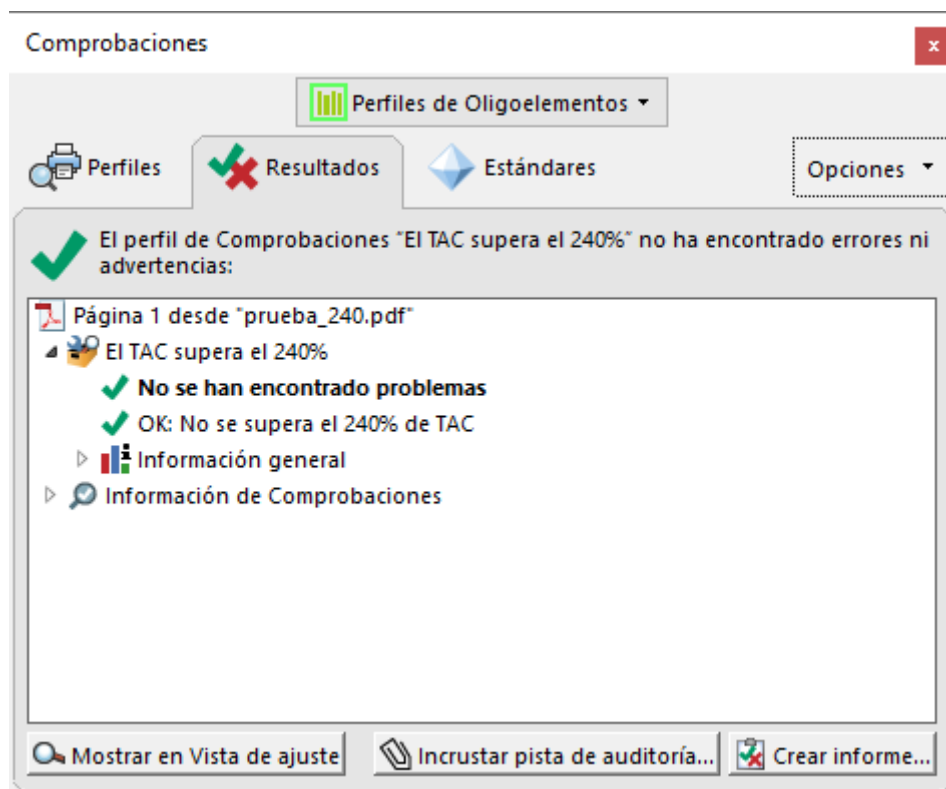 Comprobaciones
x
Perfiles de Oligoelementos
Perfiles
Resultados
Estándares
Opciones
El perfil de Comprobaciones "El TAC supera el 240%" no ha encontrado errores ni
advertencias:
Página 1 desde "prueba_240.pdf"
El TAC supera el 240%
No se han encontrado problemas
OK: No se supera el 240% de TAC
Información general
Información de Comprobaciones
Mostrar en Vista de ajuste
Incrustar pista de auditoría...
Crear informe...